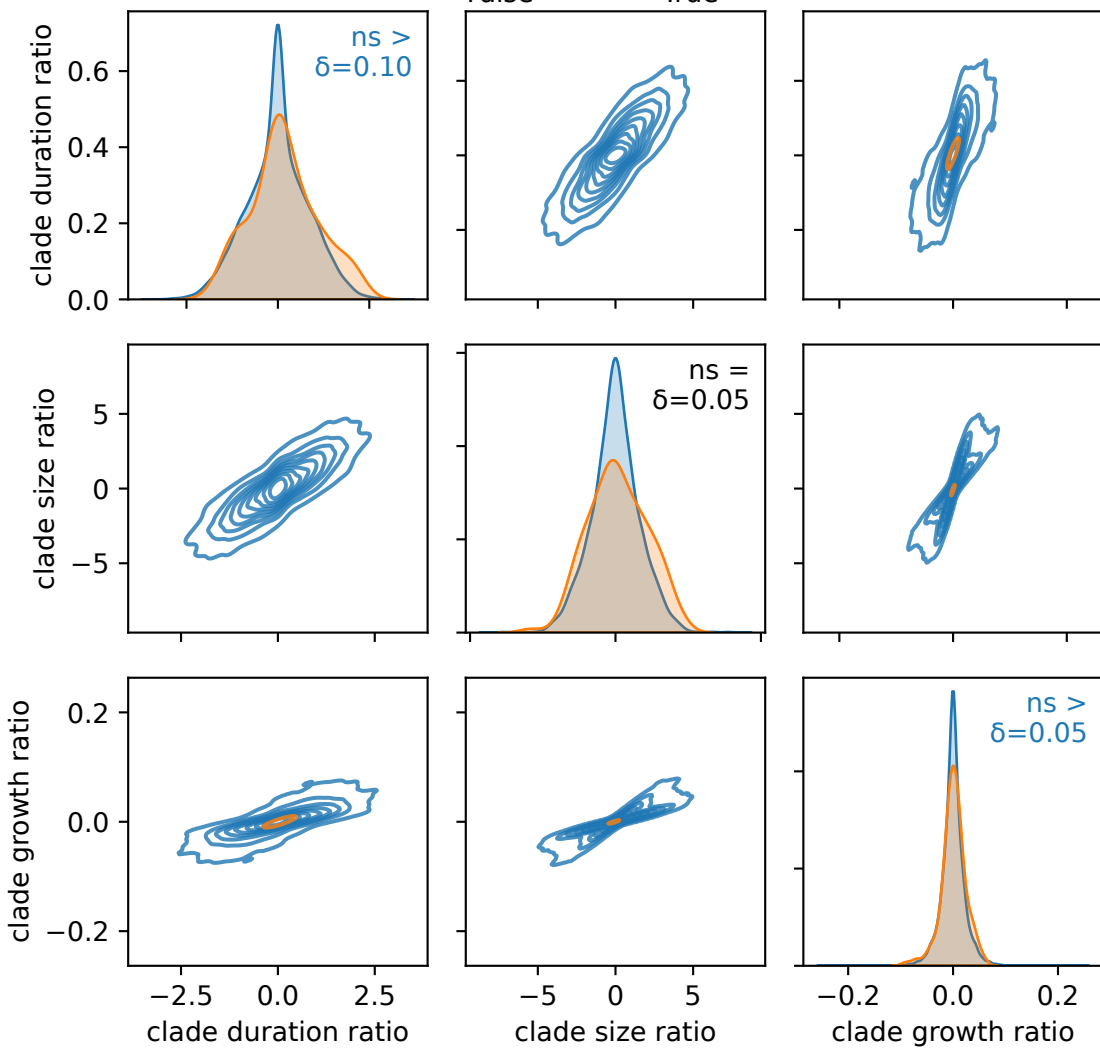 clade duration ratio
0.6
0.4
0.2
0.0
ns >
δ=0.10
clade size ratio
5
0
−5
ns =
δ=0.05
clade growth ratio
0.2
0.0
−0.2
ns >
δ=0.05
−2.5 0.0 2.5
−5 0 5
−0.2 0.0 0.2
clade duration ratio
clade size ratio
clade growth ratio